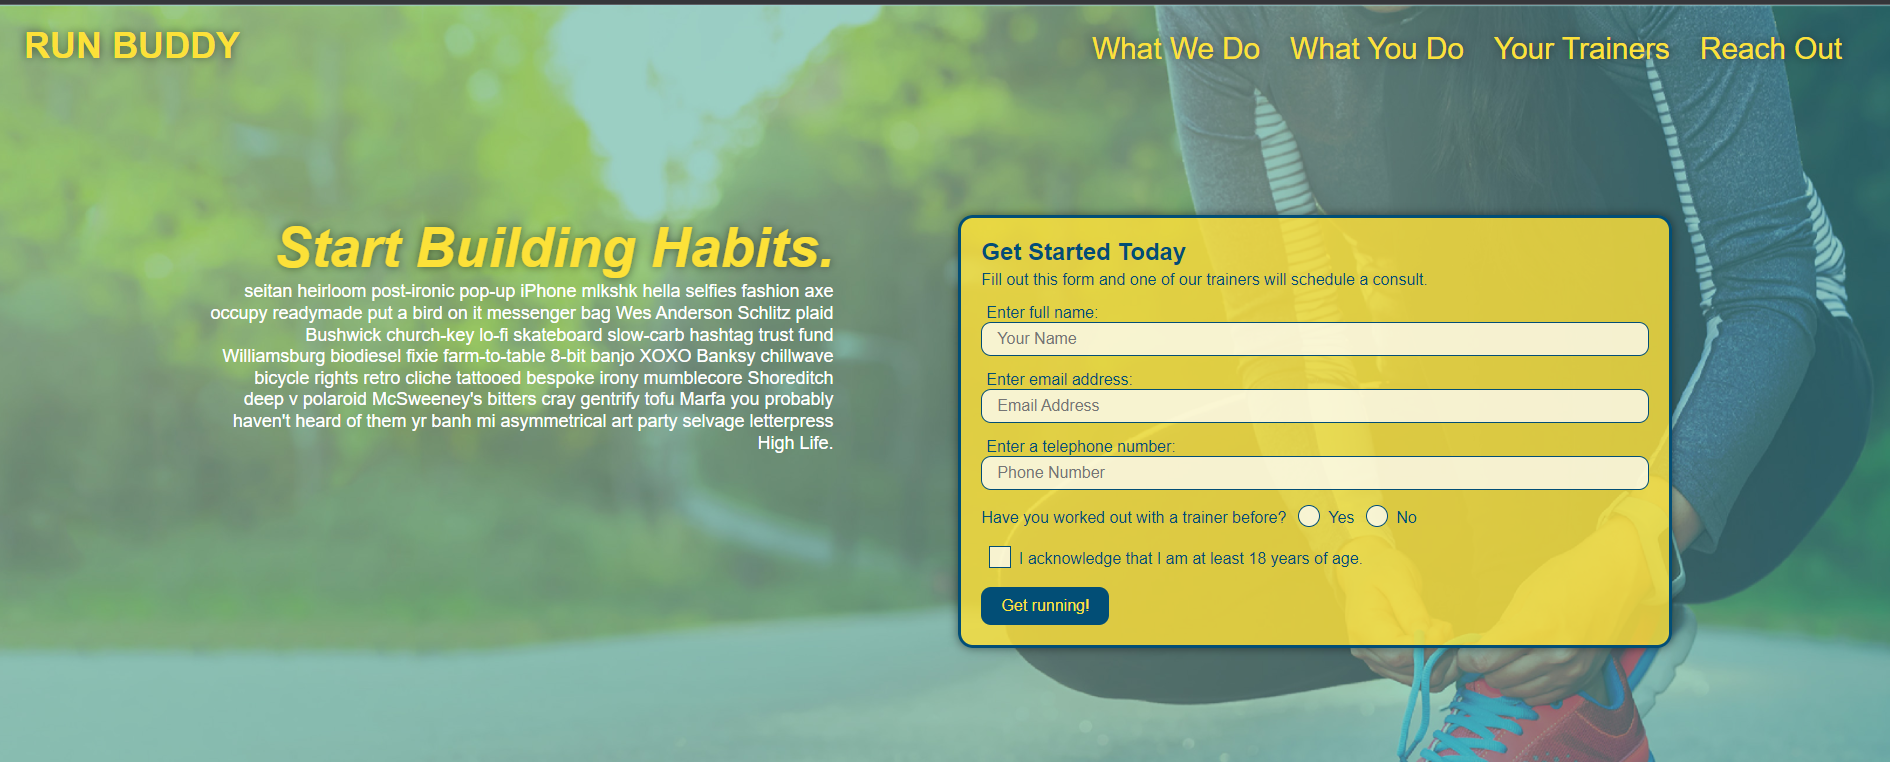 RUN BUDDY
What We Do What You Do Your Trainers Reach Out
Start Building Habits.
seitan heirloom post-ironic pop-up iPhone mlkshk hella selfies fashion axe
occupy readymade put a bird on it messenger bag Wes Anderson Schlitz plaid
Bushwick church-key lo-fi skateboard slow-carb hashtag trust fund
Williamsburg biodiesel fixie farm-to-table 8-bit banjo XOXO Banksy chillwave
bicycle rights retro cliche tattooed bespoke irony mumblecore Shoreditch
deep v polaroid McSweeney's bitters cray gentrify tofu Marfa you probably
haven't heard of them yr banh mi asymmetrical art party selvage letterpress
High Life.
Get Started Today
Fill out this form and one of our trainers will schedule a consult.
Enter full name:
Your Name
Enter email address:
Email Address
Enter a telephone number:
Phone Number
Have you worked out with a trainer before? Yes No
I acknowledge that I am at least 18 years of age.
Get running!